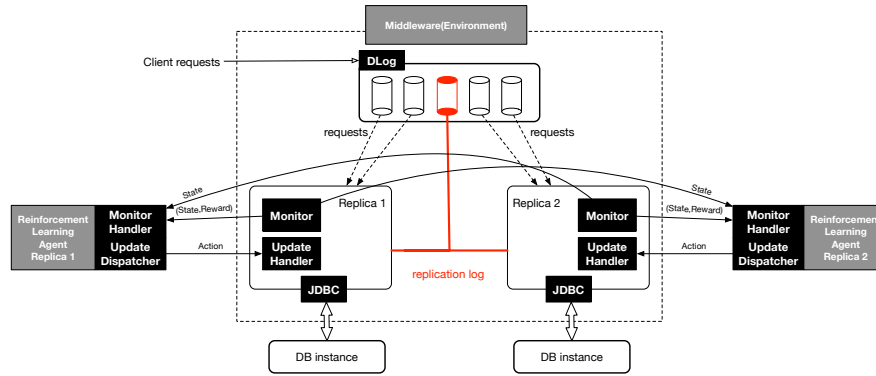 Middleware(Environment)
Client requests
DLog
requests
requests
State
State
(State,Reward)
(State,Reward)
Reinforcement
Learning
Agent
Replica 1
Monitor
Handler
Update
Dispatcher
Action
Monitor
Replica 1
Update
Handler
JDBC
replication log
Replica 2
Monitor
Update
Handler
JDBC
Action
Monitor
Handler
Update
Dispatcher
Reinforcement
Learning
Agent
Replica 2
DB instance
DB instance